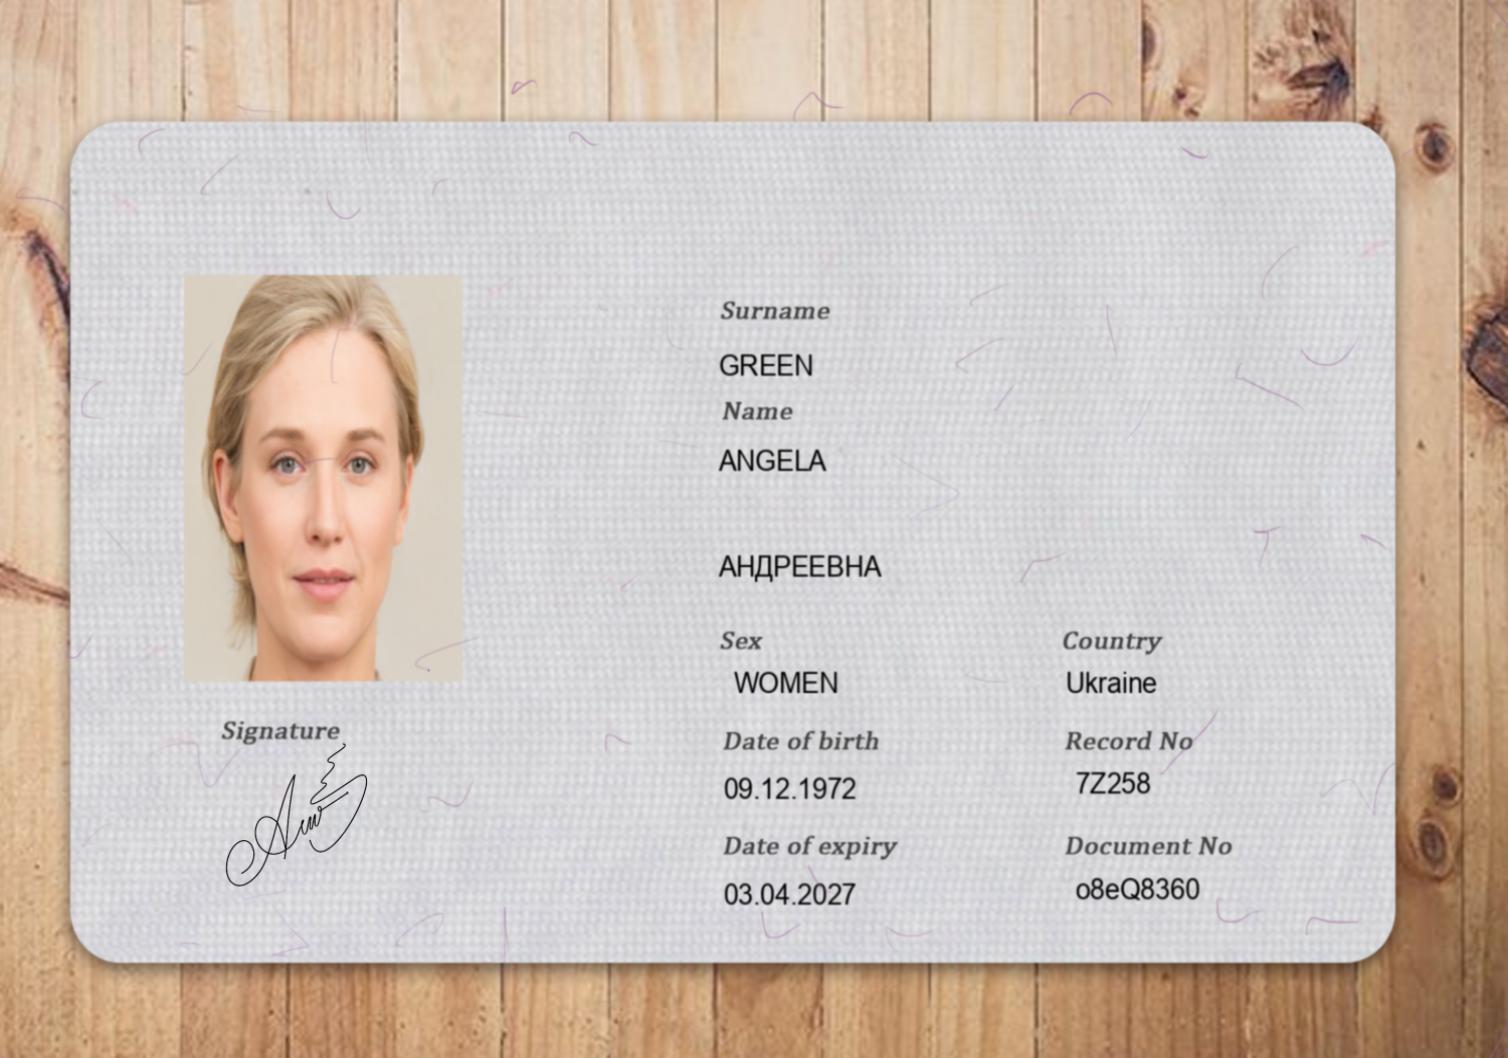 Surname
GREEN
Name
ANGELA
АНДРЕЕВНА
Sex
WOMEN
Country
Ukraine
Date of birth
09.12.1972
Record No
7Z258
Date of expiry
03.04.2027
Document No
o8eQ8360
Signature